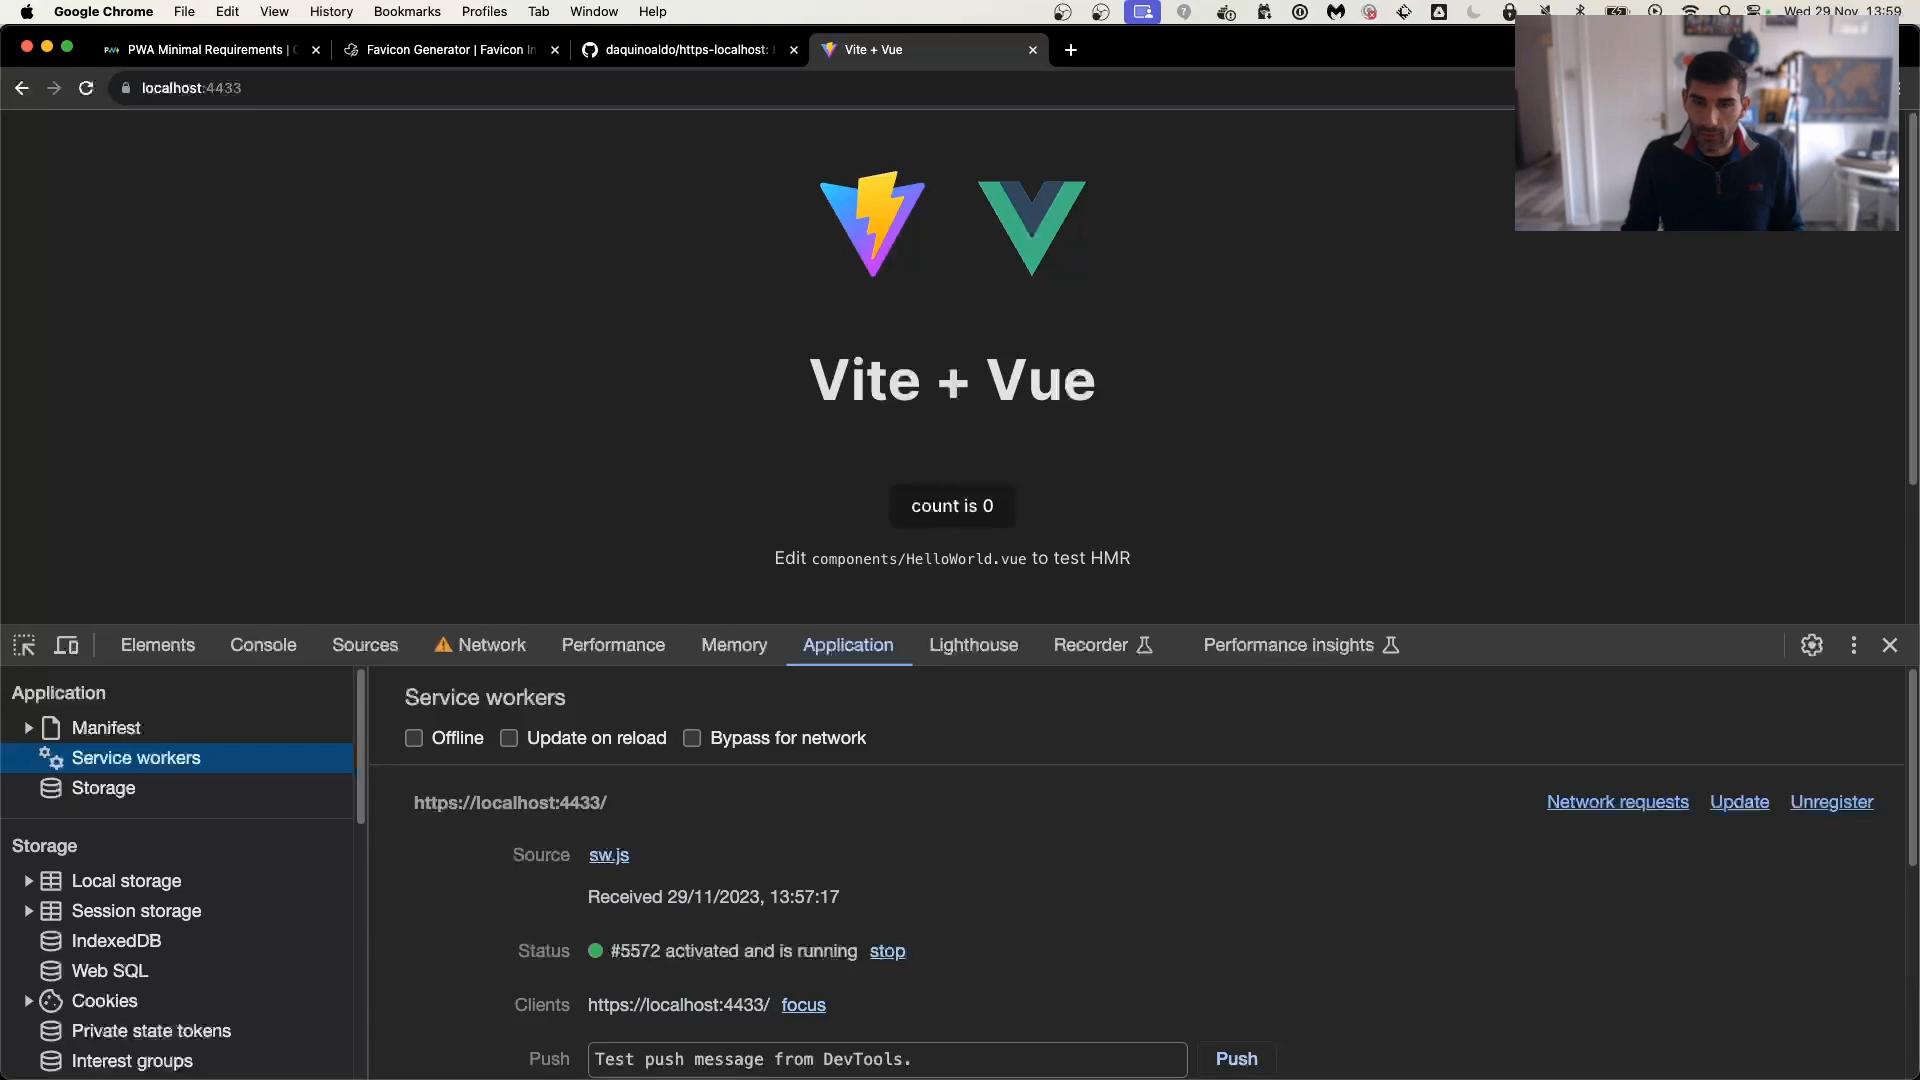 Google Chrome File Edit View History Bookmarks Profiles Tab Window Help Wed 29 Nov 13:59
PWA Minimal Requirements | Favicon Generator | Favicon daquinoaldo/https-localhost: Vite + Vue
localhost:4433
Vite + Vue
count is 0
Edit components/HelloWorld.vue to test HMR
Elements Console Sources Network Performance Memory Application Lighthouse Recorder Performance insights
Application
Manifest
Service workers
Storage
Storage
Local storage
Session storage
IndexedDB
Web SQL
Cookies
Private state tokens
Interest groups
Service workers
Offline Update on reload Bypass for network
https://localhost:4433/ Network requests Update Unregister
Source sw.js
Received 29/11/2023, 13:57:17
Status #5572 activated and is running stop
Clients https://localhost:4433/ focus
Push Test push message from DevTools. Push